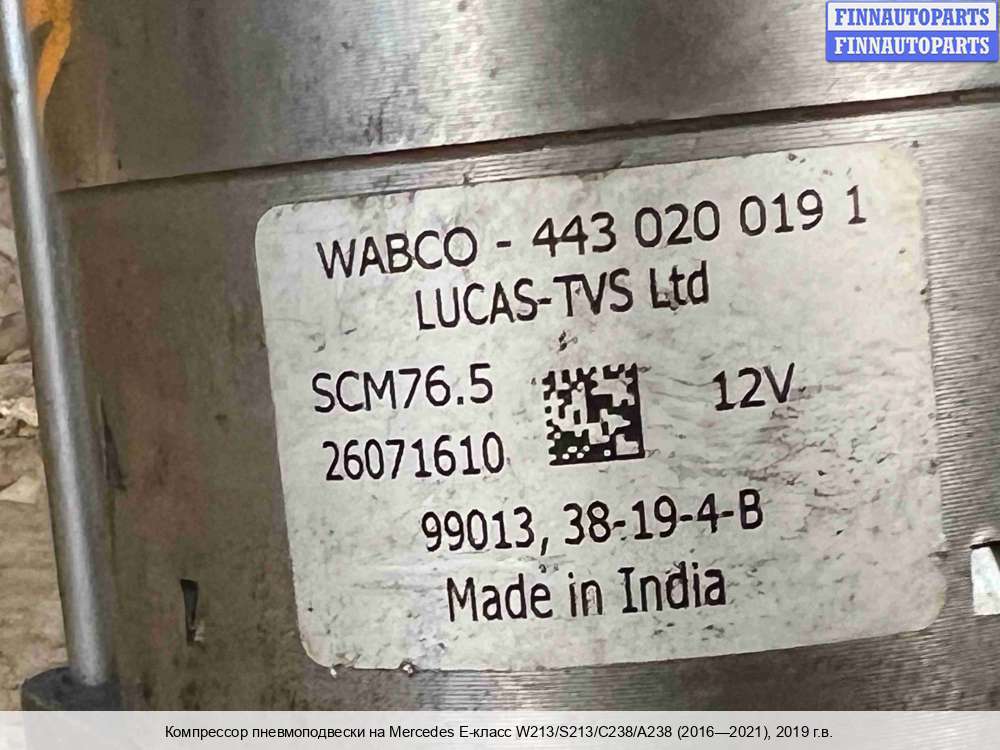 FINNAUTOPARTS
FINNAUTOPARTS
WABCO - 443 020 019 1
LUCAS-TVS Ltd
SCM76.5
12V
26071610
99013, 38-19-4-B
Made in India
Компрессор пневмоподвески на Mercedes E-класс W213/S213/C238/A238 (2016—2021), 2019 г.в.